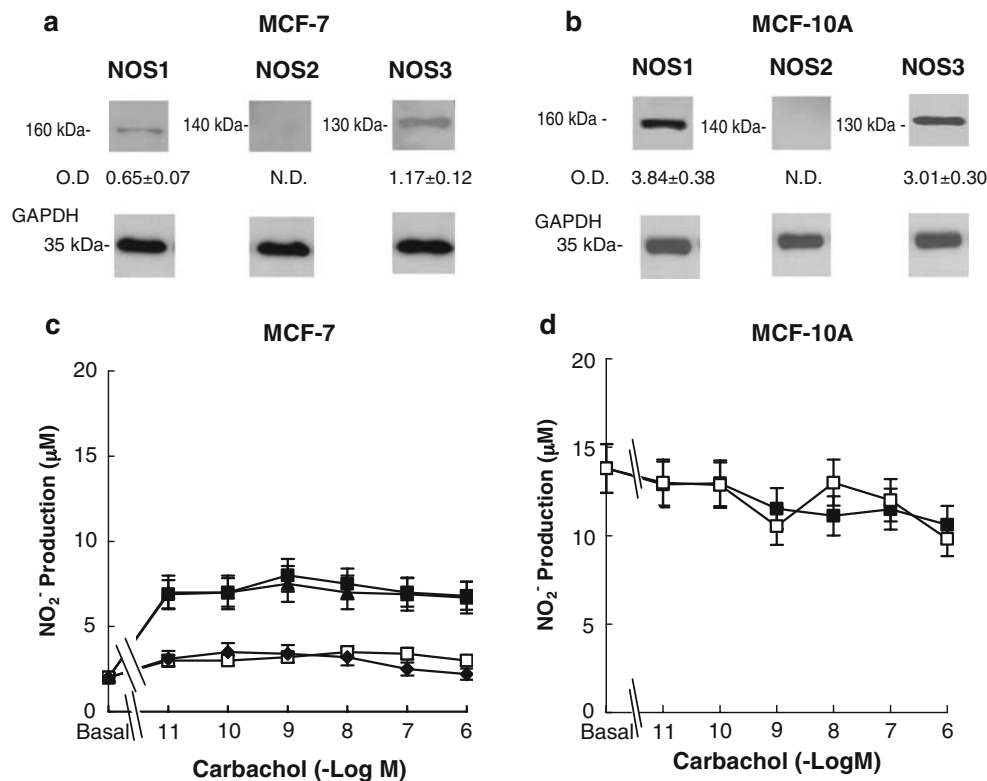 a
MCF-7
NOS1 NOS2 NOS3
160 kDa- 140 kDa- 130 kDa-
O.D 0.65±0.07 N.D. 1.17±0.12
GAPDH
35 kDa-
b
MCF-10A
NOS1 NOS2 NOS3
160 kDa - 140 kDa- 130 kDa -
O.D. 3.84±0.38 N.D. 3.01±0.30
GAPDH
35 kDa-
c
MCF-7
NO2- Production (μM)
20
15
10
5
0
Basal 11 10 9 8 7 6
Carbachol (-Log M)
d
MCF-10A
NO2- Production (μM)
20
15
10
5
0
Basal 11 10 9 8 7 6
Carbachol (-LogM)